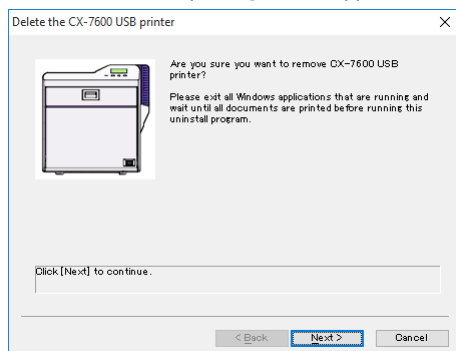 Delete the CX-7600 USB printer
Are you sure you want to remove CX-7600 USB
printer?
Please exit all Windows applications that are running and
wait until all documents are printed before running this
uninstall program.
Click [Next] to continue.
< Back Next > Cancel